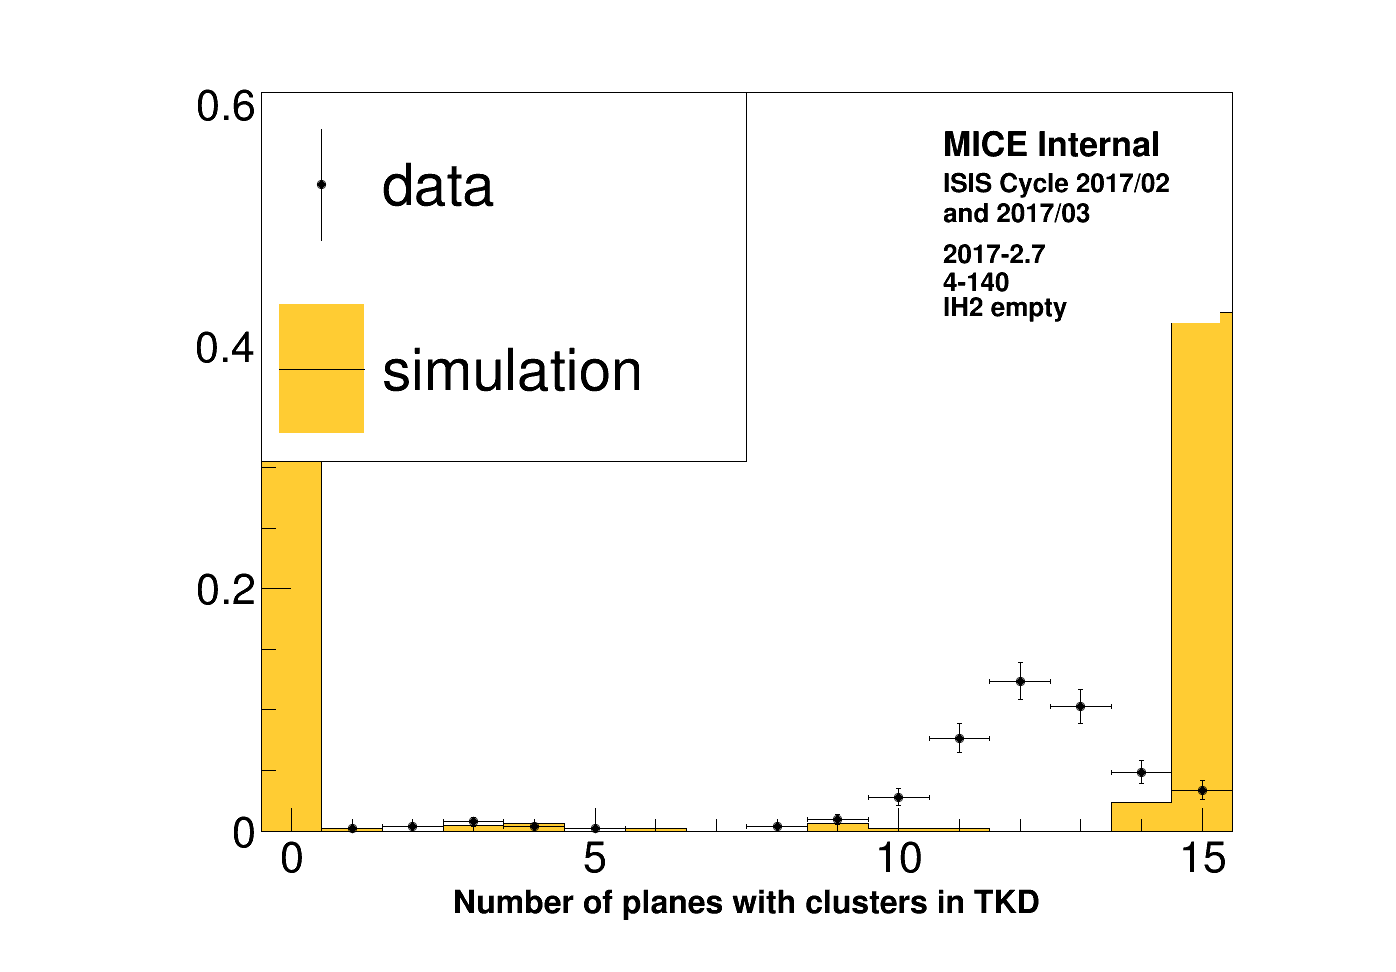 0.6
0.4
0.2
0
data
simulation
MICE Internal
ISIS Cycle 2017/02
and 2017/03
2017-2.7
4-140
lH2 empty
0 5 10 15
Number of planes with clusters in TKD